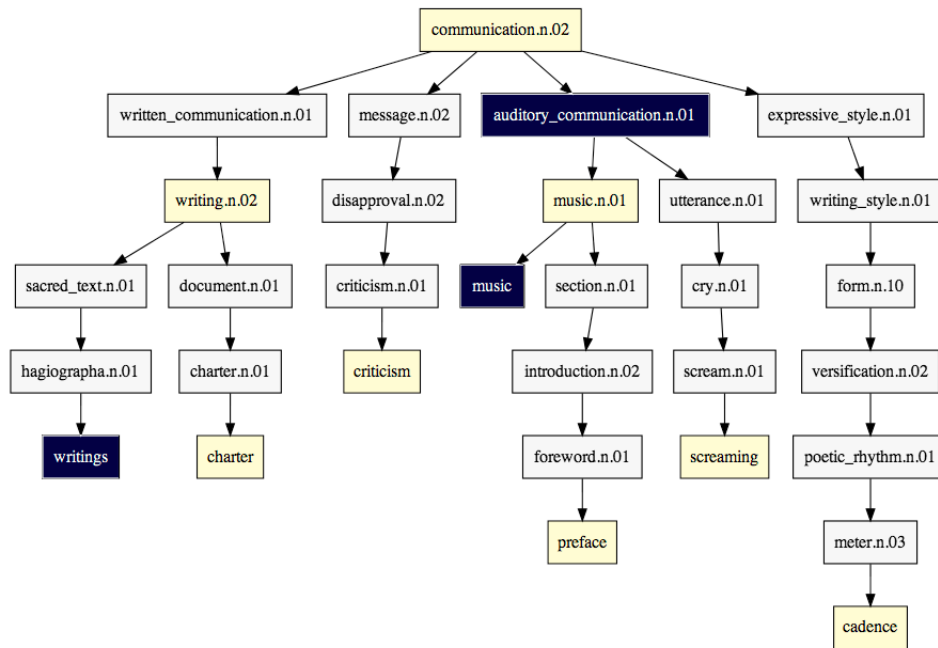 communication.n.02
written_communication.n.01
message.n.02
auditory_communication.n.01
expressive_style.n.01
writing.n.02
disapproval.n.02
music.n.01
utterance.n.01
writing_style.n.01
sacred_text.n.01
document.n.01
criticism.n.01
music
section.n.01
cry.n.01
form.n.10
hagiographa.n.01
charter.n.01
criticism
introduction.n.02
scream.n.01
versification.n.02
writings
charter
foreword.n.01
screaming
poetic_rhythm.n.01
preface
meter.n.03
cadence